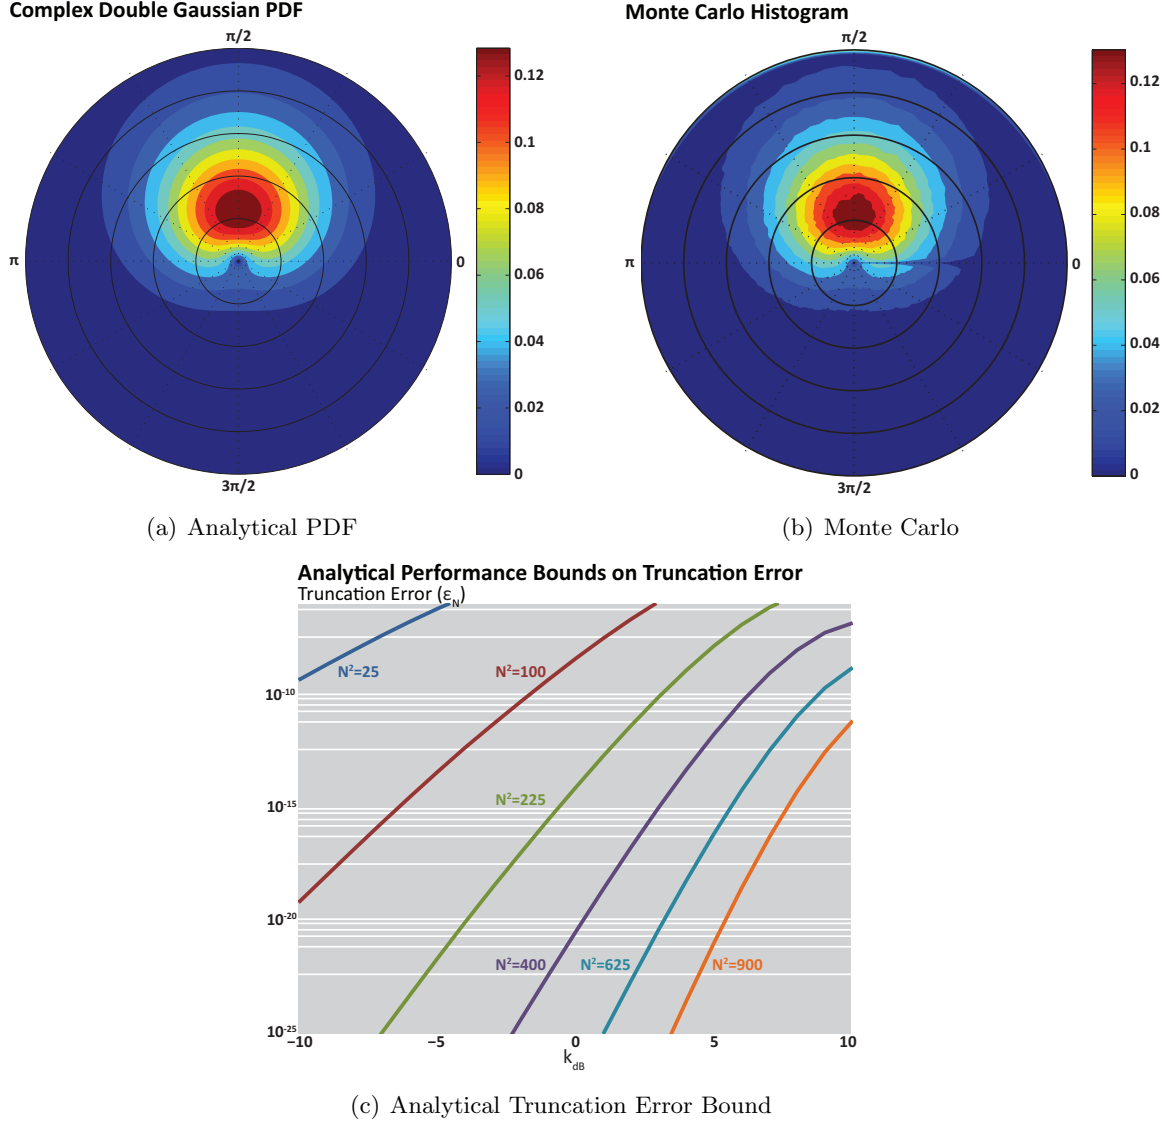 Complex Double Gaussian PDF
π/2
π
0
3π/2
0.12
0.1
0.08
0.06
0.04
0.02
0
(a) Analytical PDF
Monte Carlo Histogram
π/2
π
0
3π/2
0.12
0.1
0.08
0.06
0.04
0.02
0
(b) Monte Carlo
Analytical Performance Bounds on Truncation Error
Truncation Error (ε_N)
N²=25
N²=100
10⁻¹⁰
N²=225
10⁻¹⁵
10⁻²⁰
N²=400
N²=625
N²=900
10⁻²⁵
−10
−5
0
5
10
k_dB
(c) Analytical Truncation Error Bound